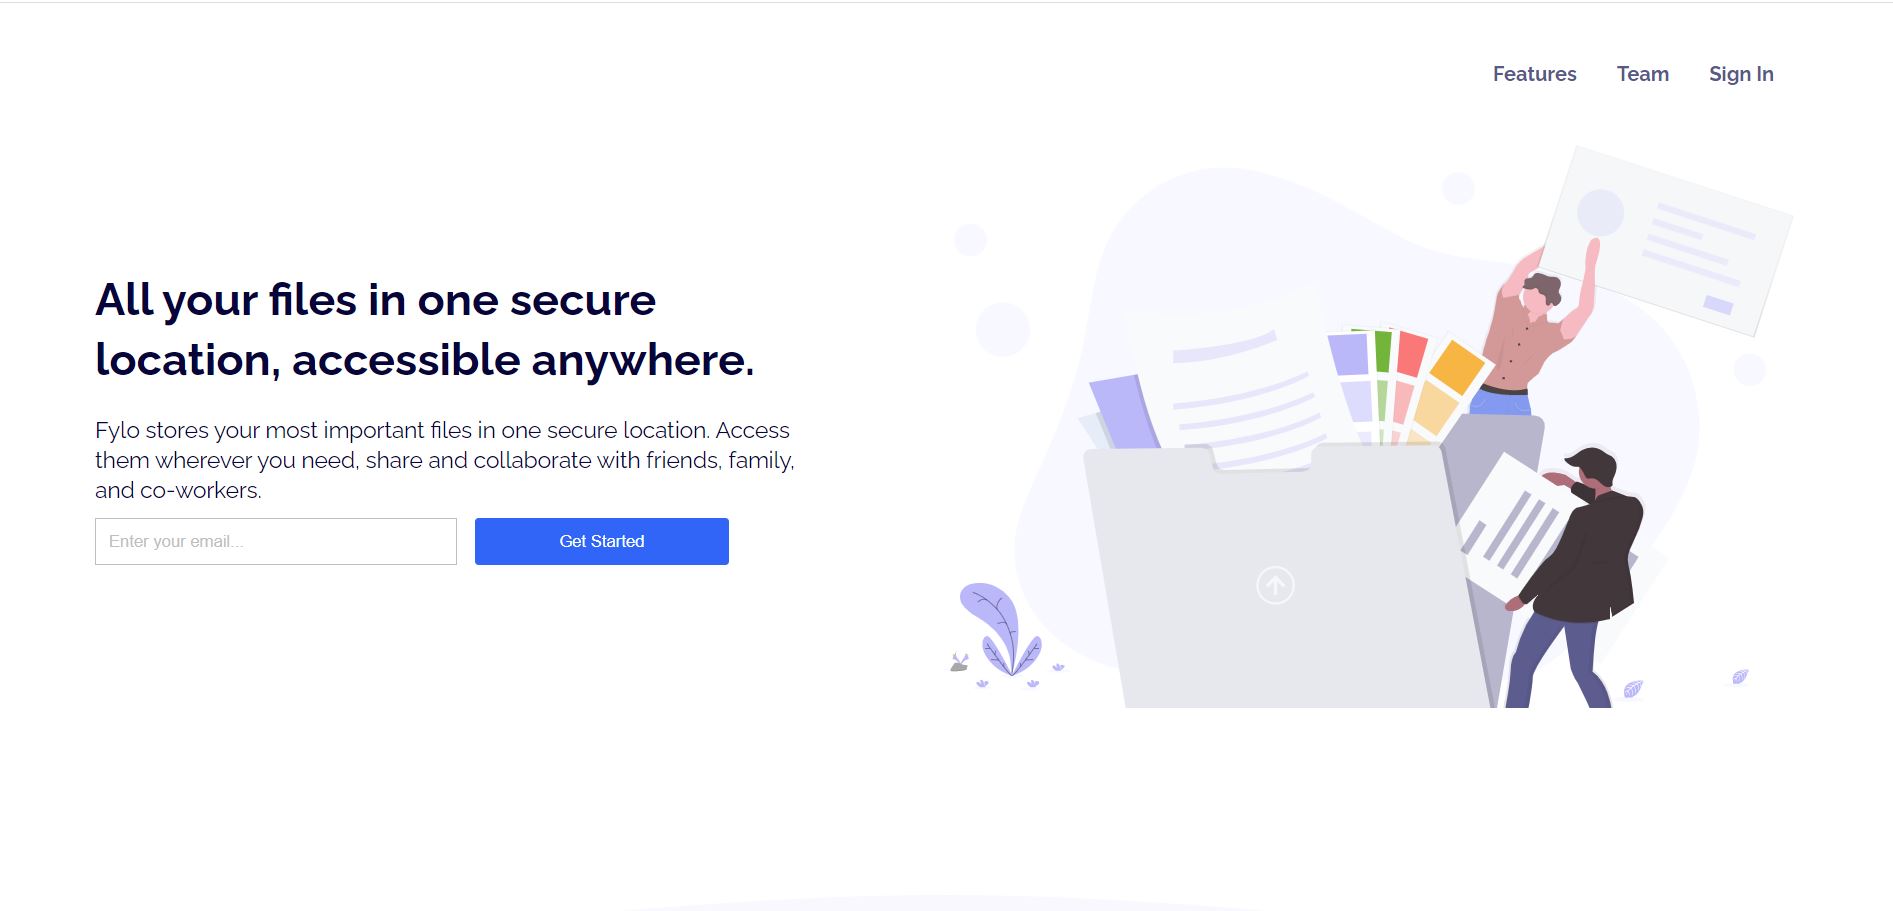 Features Team Sign In
All your files in one secure
location, accessible anywhere.
Fylo stores your most important files in one secure location. Access
them wherever you need, share and collaborate with friends, family,
and co-workers.
Enter your email... Get Started